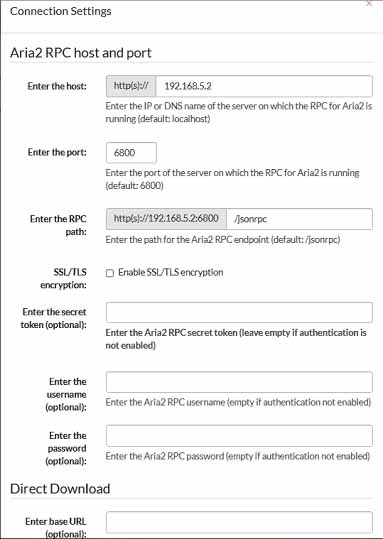 Connection Settings
×
Aria2 RPC host and port
Enter the host:
http(s)://
192.168.5.2
Enter the IP or DNS name of the server on which the RPC for Aria2 is
running (default: localhost)
Enter the port:
6800
Enter the port of the server on which the RPC for Aria2 is running
(default: 6800)
Enter the RPC
path:
http(s)://192.168.5.2:6800
/jsonrpc
Enter the path for the Aria2 RPC endpoint (default: /jsonrpc)
SSL/TLS
encryption:
Enable SSL/TLS encryption
Enter the secret
token (optional):
Enter the Aria2 RPC secret token (leave empty if authentication is
not enabled)
Enter the
username
(optional):
Enter the Aria2 RPC username (empty if authentication not enabled)
Enter the
password
(optional):
Enter the Aria2 RPC password (empty if authentication not enabled)
Direct Download
Enter base URL
(optional):